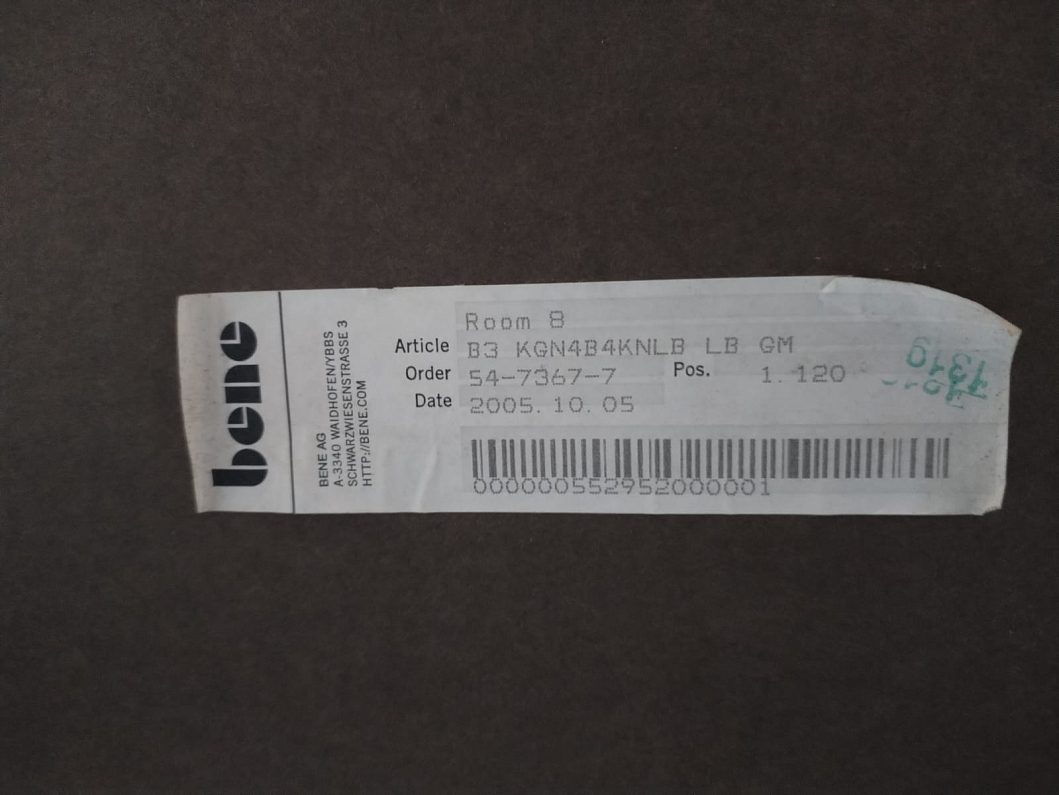 bene
BENE AG
A-3340 WAIDHOFEN/YBBS
SCHWARZWIESENSTRASSE 3
HTTP://BENE.COM
Room 8
Article B3 KGN4B4KNLB LB GM
Order 54-7367-7 Pos. 1. 120
Date 2005. 10. 05
000000552952000001